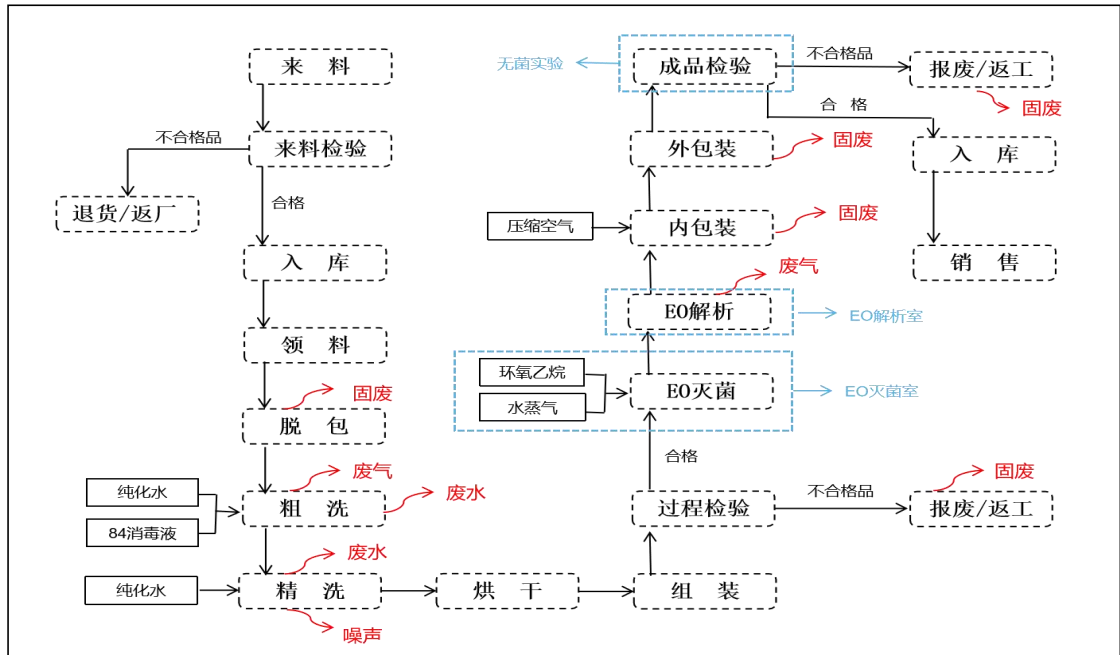 来 料
不合格品
来料检验
退货/返厂
合格
入 库
领 料
固废
脱 包
废气
纯化水
粗 洗
废水
84消毒液
废水
纯化水
精 洗
噪声
烘 干
组 装
过程检验
不合格品
报废/返工
固废
合格
环氧乙烷
水蒸气
EO灭菌
EO灭菌室
EO解析
废气
EO解析室
压缩空气
内包装
固废
外包装
固废
无菌实验
成品检验
不合格品
报废/返工
固废
合 格
入 库
销 售